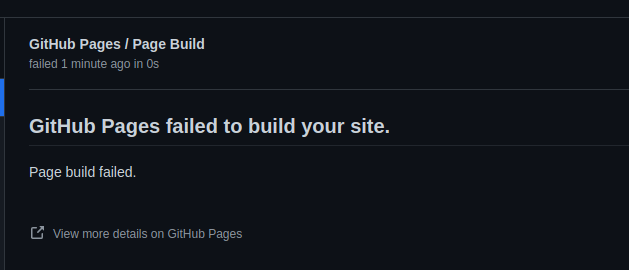 GitHub Pages / Page Build
failed 1 minute ago in 0s
GitHub Pages failed to build your site.
Page build failed.
View more details on GitHub Pages